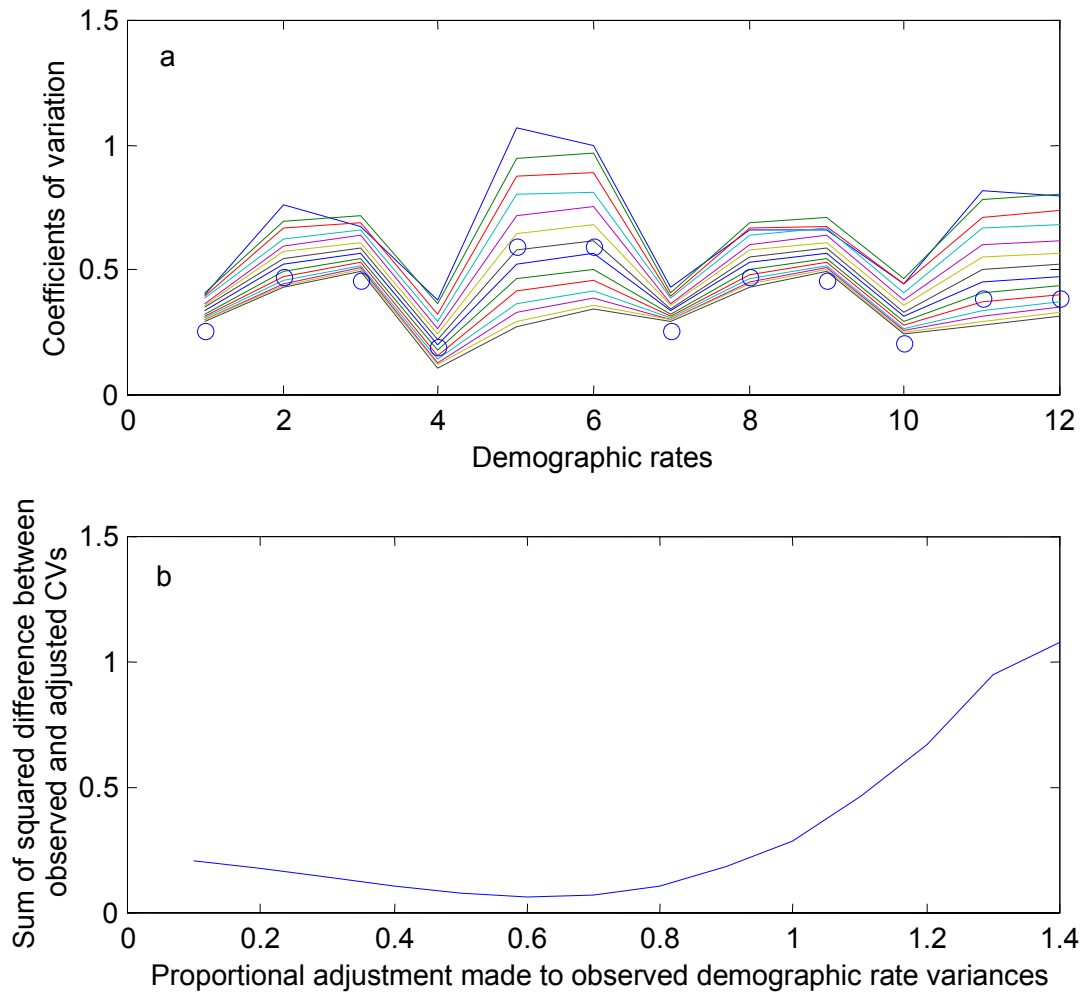 1.5
1
0.5
0
a
Coefficients of variation
0 2 4 6 8 10 12
Demographic rates
1.5
1
0.5
0
b
Sum of squared difference between
observed and adjusted CVs
0 0.2 0.4 0.6 0.8 1 1.2 1.4
Proportional adjustment made to observed demographic rate variances